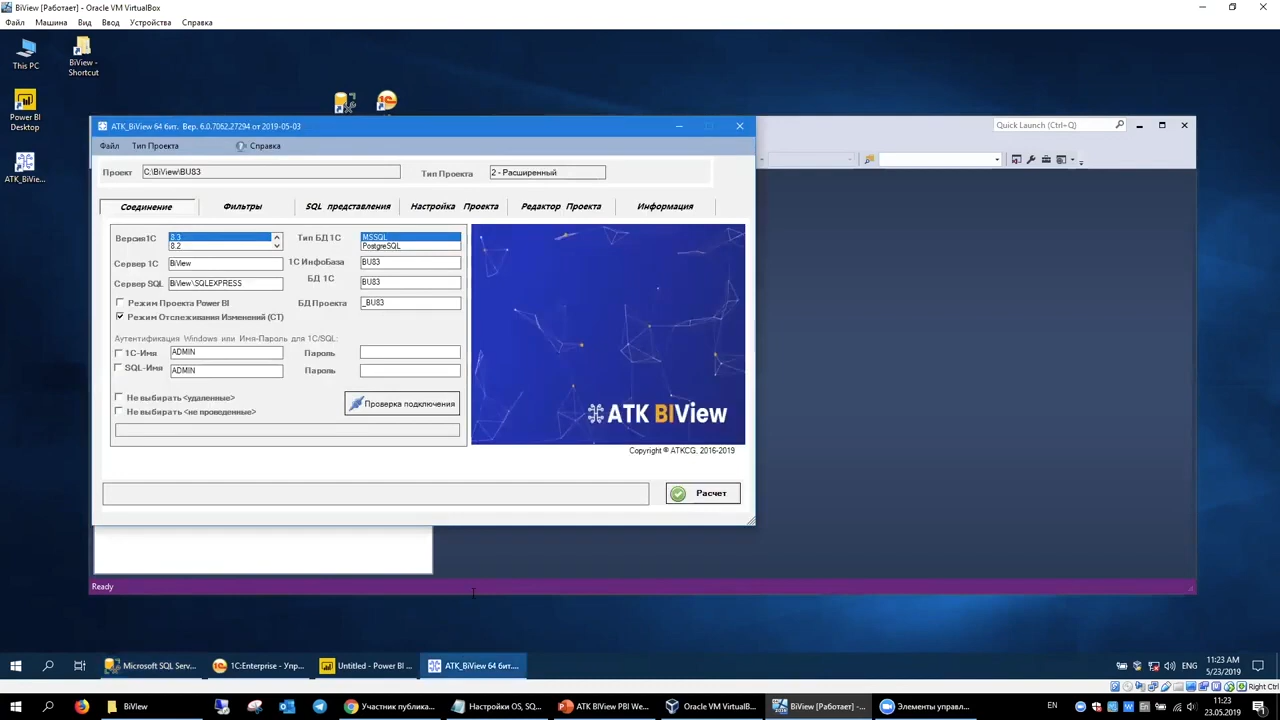 BiView [Работает] - Oracle VM VirtualBox
Файл Машина Вид Ввод Устройства Справка
This PC
BiView - Shortcut
Power BI Desktop
ATK_BiVie...
ATK_BiView 64 бит. Вер. 6.0.7062.27294 от 2019-05-03
Quick Launch (Ctrl+Q)
Файл Тип Проекта Справка
Проект C:\BiView\BU83 Тип Проекта 2 - Расширенный
Соединение Фильтры SQL представления Настройка Проекта Редактор Проекта Информация
Версия1С 8.3 Тип БД 1С MSSQL
8.2 PostgreSQL
Сервер 1С BiView 1С ИнфоБаза BU83
Сервер SQL BiView\SQLEXPRESS БД 1С BU83
Режим Проекта Power BI БД Проекта _BU83
Режим Отслеживания Изменений (CT)
Аутентификация Windows или Имя-Пароль для 1С/SQL:
1С-Имя ADMIN Пароль
SQL-Имя ADMIN Пароль
Не выбирать <удаленные>
Не выбирать <не проведенные>
Проверка подключения
ATK BIView
Copyright ® ATKCG, 2016-2019
Расчет
Ready
Microsoft SQL Serv... 1C:Enterprise - Упр... Untitled - Power BI ... ATK_BiView 64 бит....
ENG 11:23 AM
5/23/2019
Right Ctrl
BiView Участник публика... Настройки OS, SQ... ATK BIView PBI We... Oracle VM VirtualB... BiView [Работает] -... Элементы управл...
EN 11:23
23.05.2019